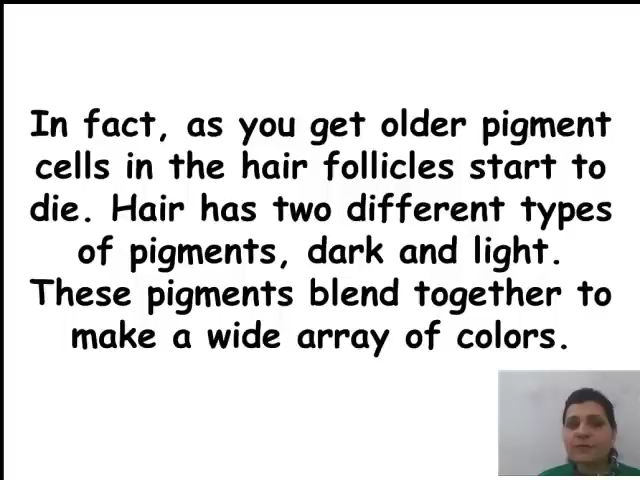 In fact, as you get older pigment
cells in the hair follicles start to
die. Hair has two different types
of pigments, dark and light.
These pigments blend together to
make a wide array of colors.